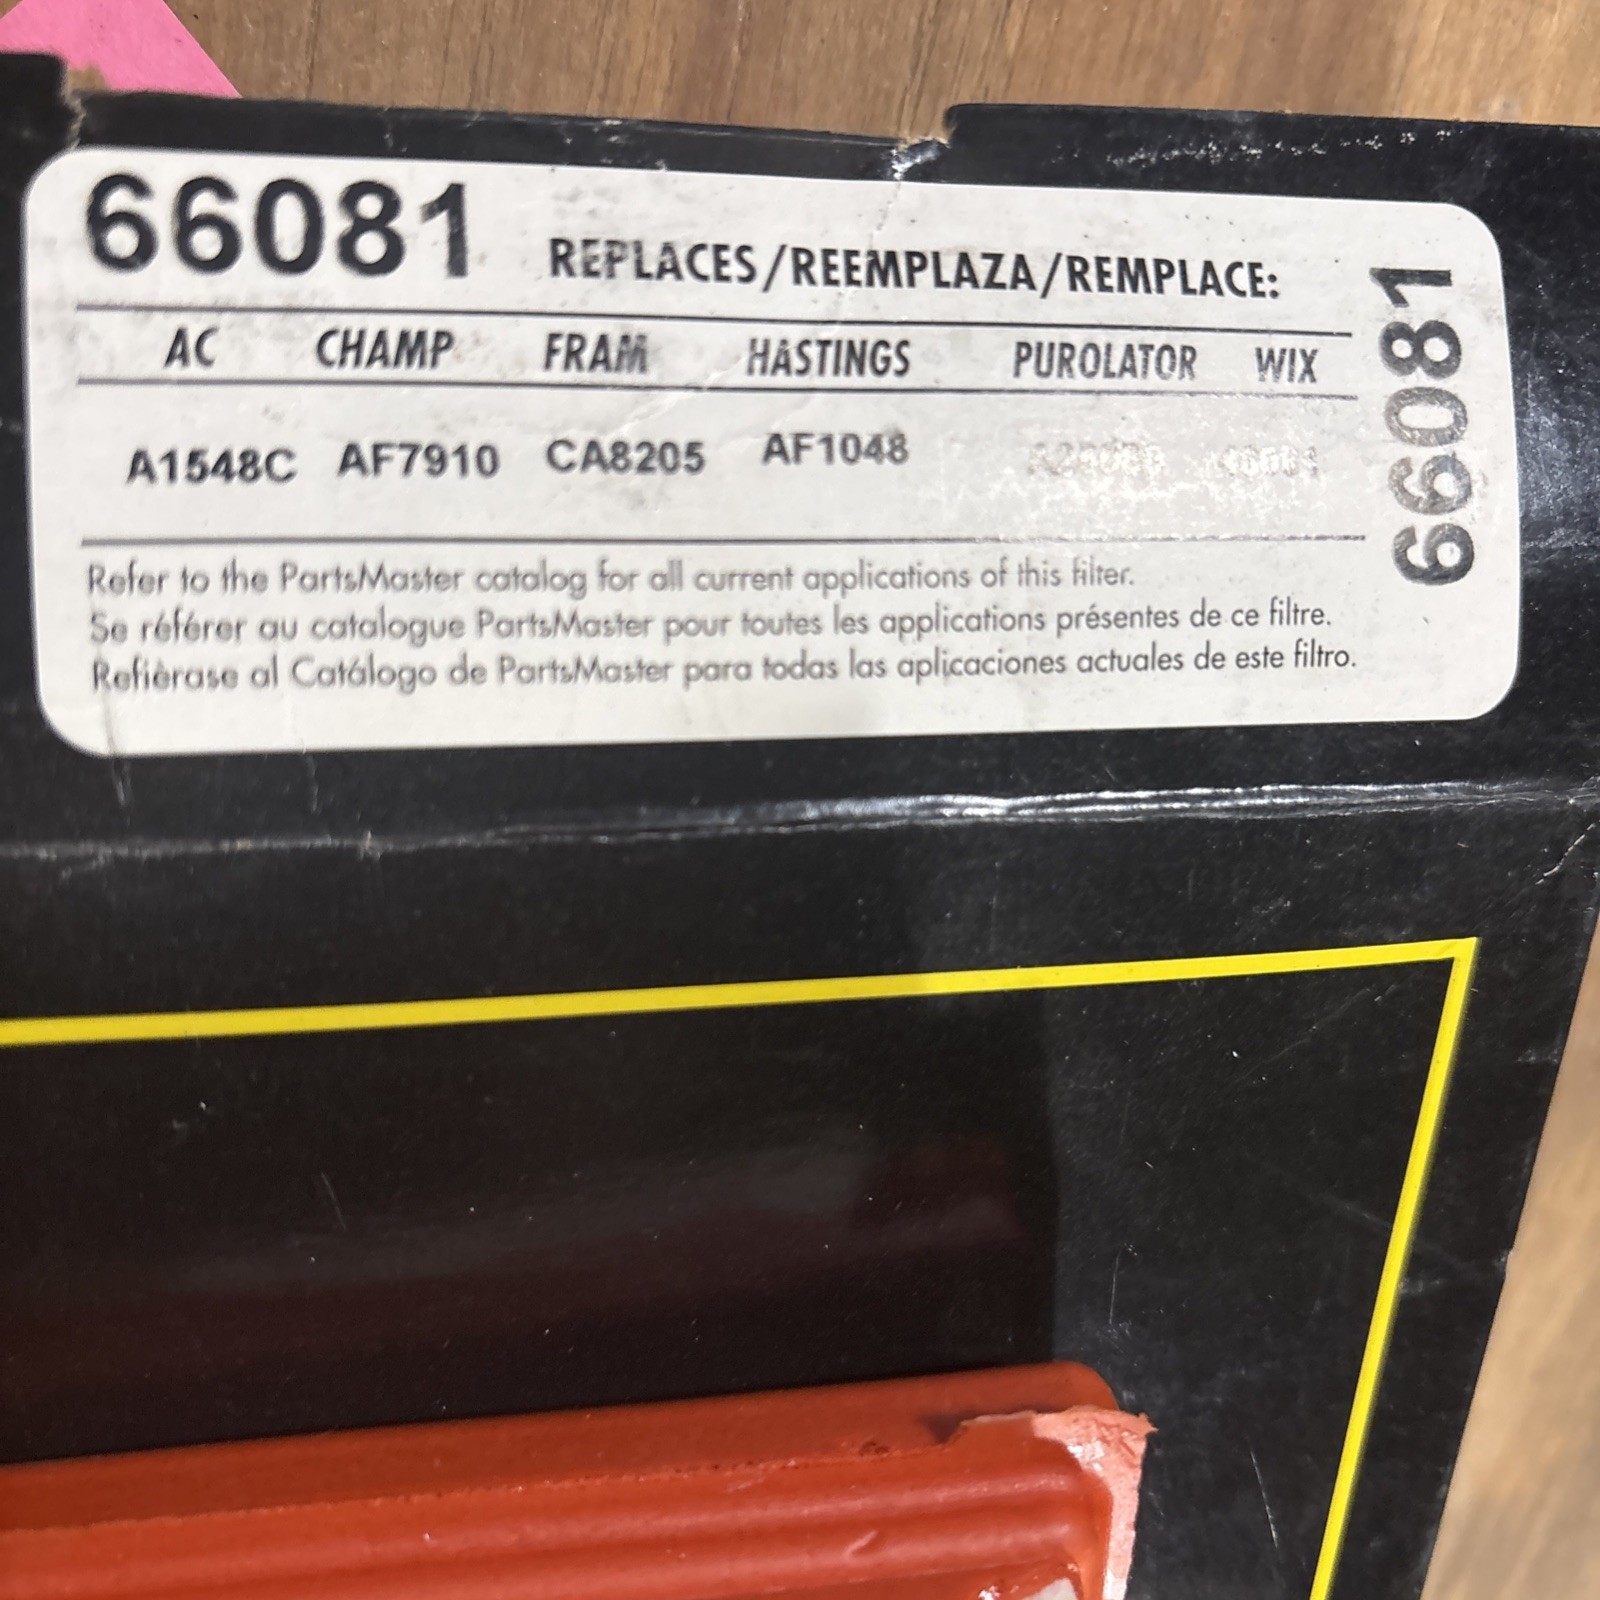 66081 REPLACES/REEMPLAZA/REMPLACE:
AC CHAMP FRAM HASTINGS PUROLATOR WIX
A1548C AF7910 CA8205 AF1048
Refer to the PartsMaster catalog for all current applications of this filter.
Se référer au catalogue PartsMaster pour toutes les applications présentes de ce filtre.
Refièrase al Catálogo de PartsMaster para todas las aplicaciones actuales de este filtro.
66081